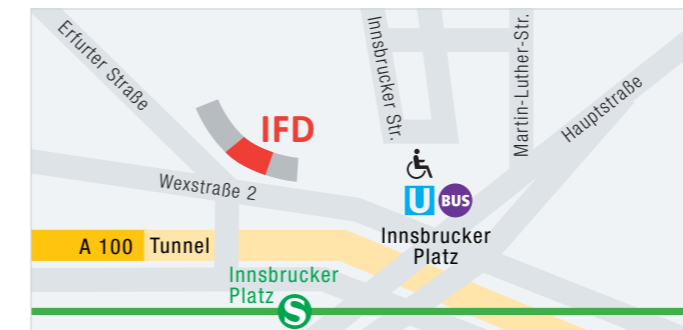 Erfurter Straße
Innsbrucker Str.
Martin-Luther-Str.
Hauptstraße
IFD
Wexstraße 2
U BUS
Innsbrucker
Platz
A 100 Tunnel
Innsbrucker
Platz
S